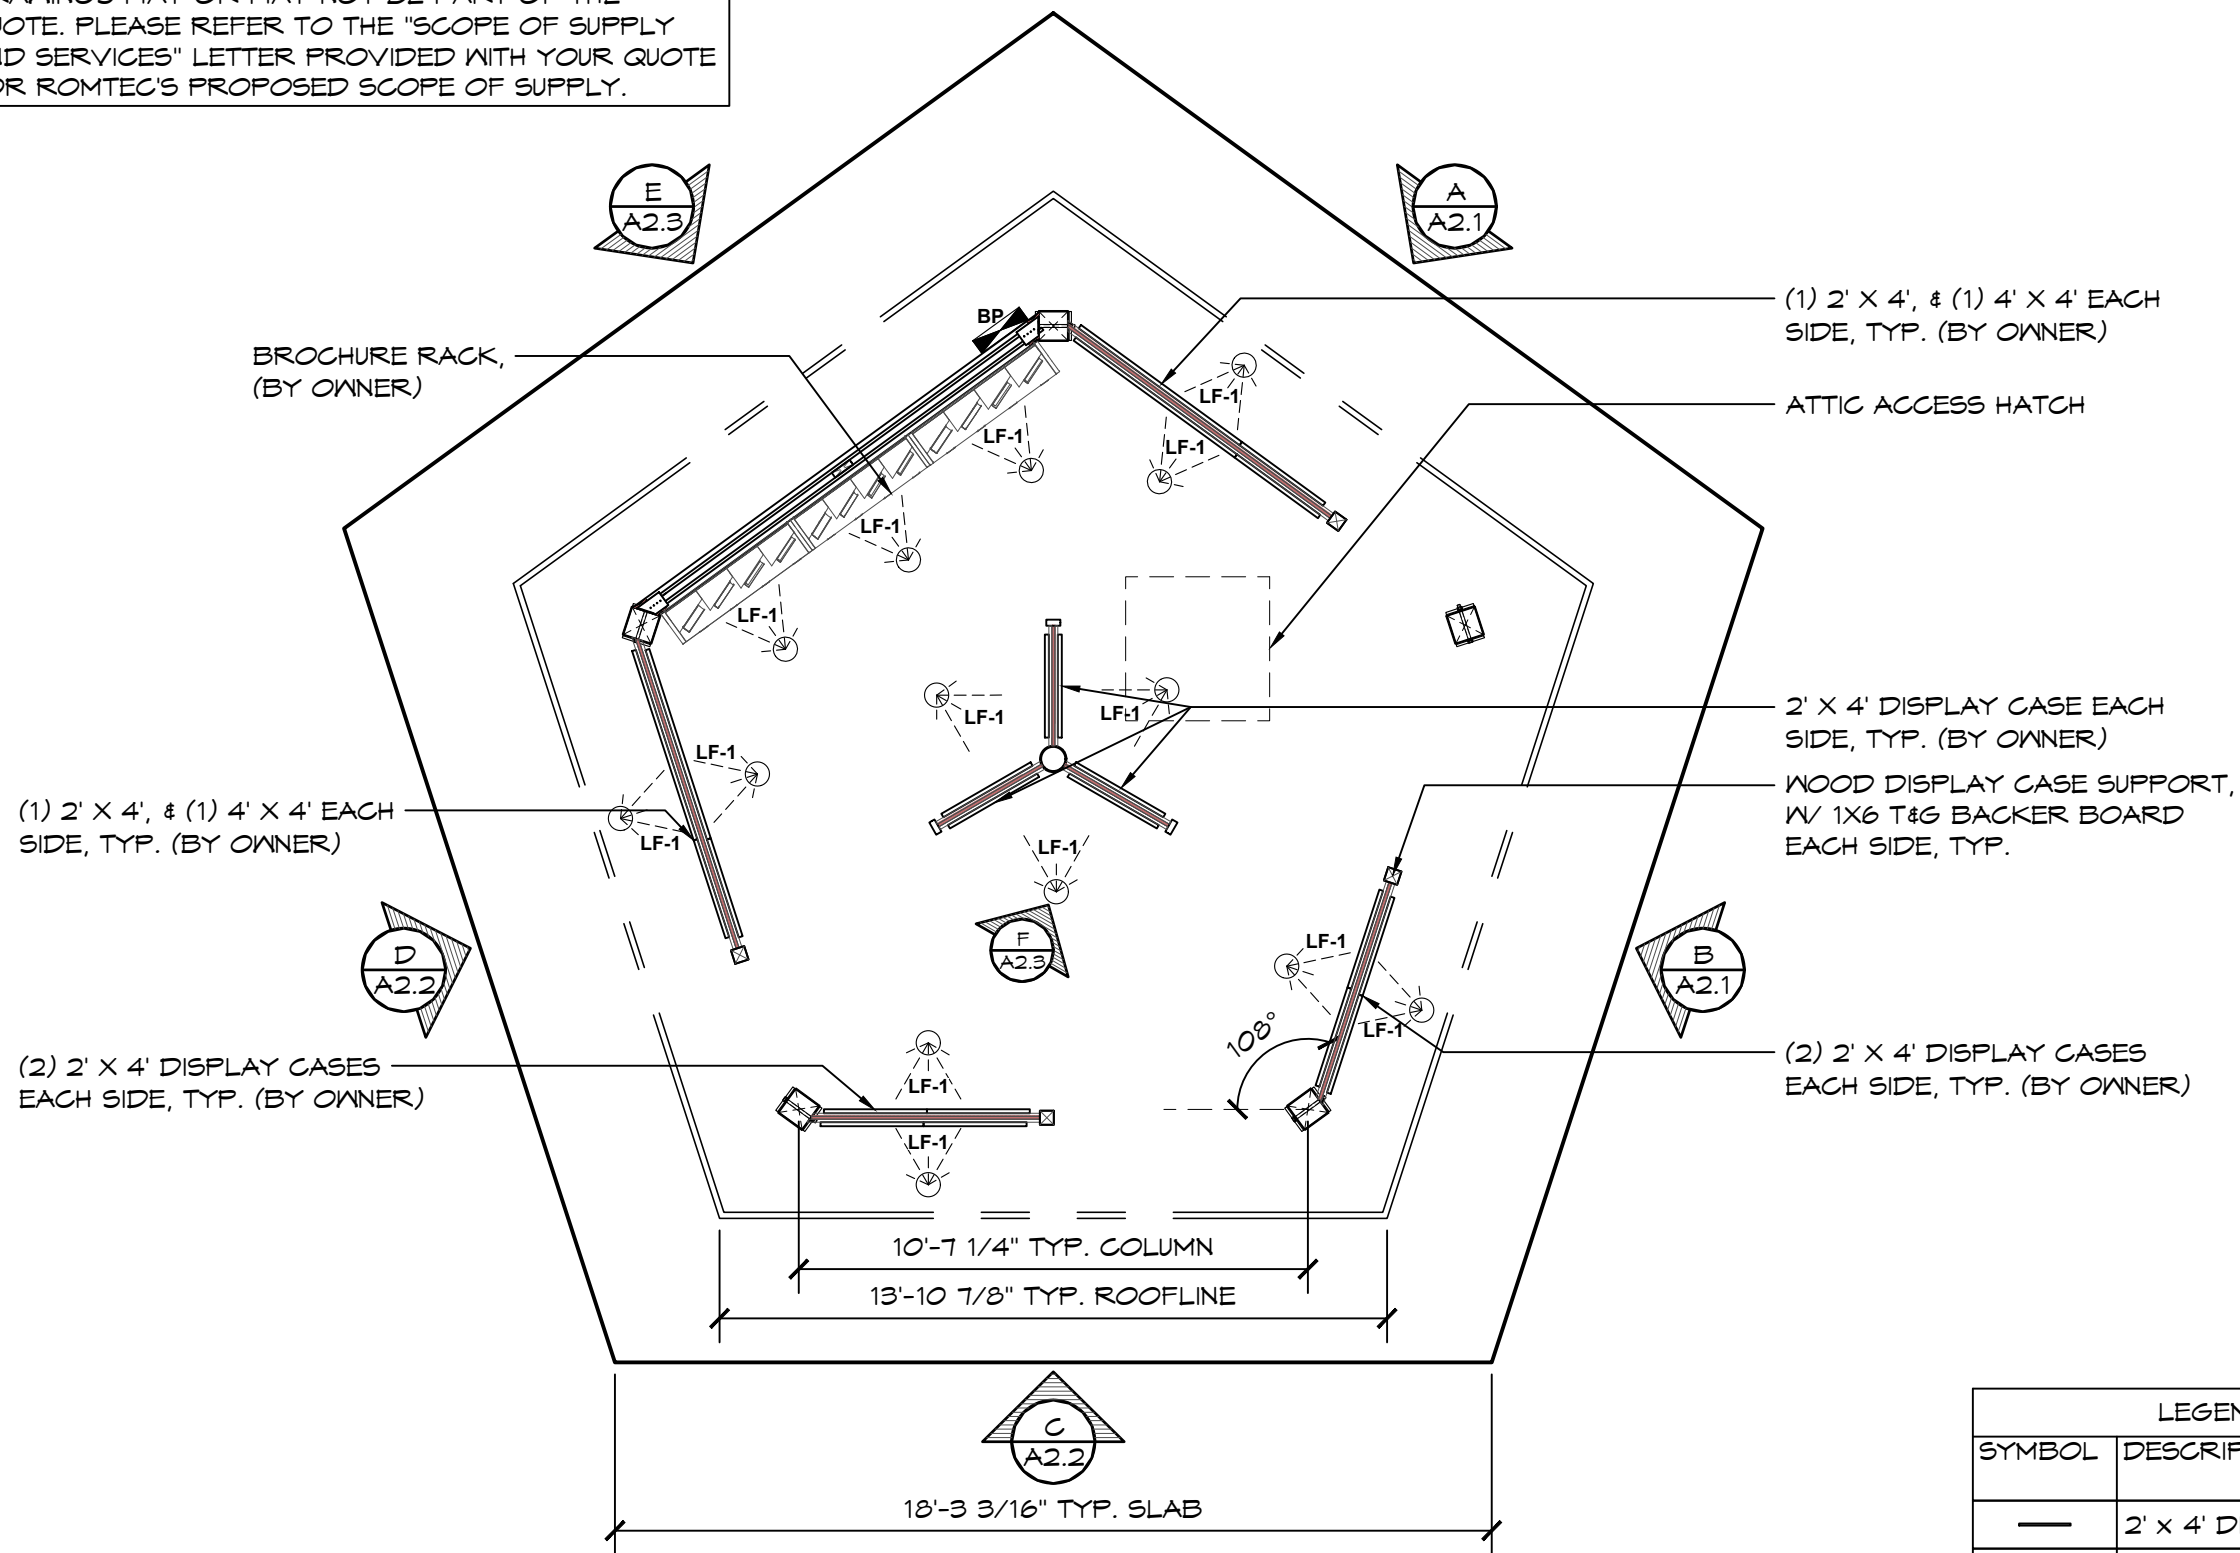 QUOTE. PLEASE REFER TO THE "SCOPE OF SUPPLY
AND SERVICES" LETTER PROVIDED WITH YOUR QUOTE
FOR ROMTEC'S PROPOSED SCOPE OF SUPPLY.
E
A2.3
A
A2.1
(1) 2' X 4', & (1) 4' X 4' EACH
SIDE, TYP. (BY OWNER)
BP
BROCHURE RACK,
(BY OWNER)
LF-1
ATTIC ACCESS HATCH
LF-1
LF-1
LF-1
LF-1
2' X 4' DISPLAY CASE EACH
SIDE, TYP. (BY OWNER)
LF-1
LF-1
LF-1
WOOD DISPLAY CASE SUPPORT,
W/ 1X6 T&G BACKER BOARD
EACH SIDE, TYP.
(1) 2' X 4', & (1) 4' X 4' EACH
SIDE, TYP. (BY OWNER)
LF-1
LF-1
D
A2.2
F
A2.3
LF-1
B
A2.1
108°
LF-1
(2) 2' X 4' DISPLAY CASES
EACH SIDE, TYP. (BY OWNER)
(2) 2' X 4' DISPLAY CASES
EACH SIDE, TYP. (BY OWNER)
LF-1
LF-1
10'-7 1/4" TYP. COLUMN
13'-10 7/8" TYP. ROOFLINE
C
A2.2
18'-3 3/16" TYP. SLAB
SYMBOL
2' x 4'